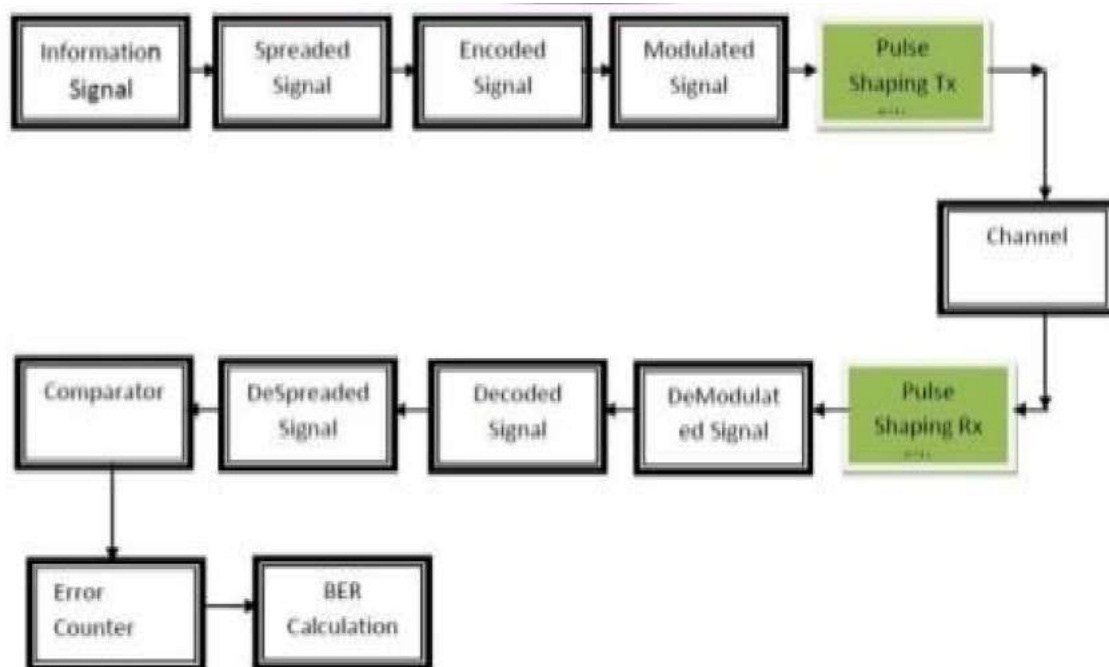 Information
Signal
Spreaded
Signal
Encoded
Signal
Modulated
Signal
Pulse
Shaping Tx
Channel
Comparator
DeSpreaded
Signal
Decoded
Signal
DeModulat
ed Signal
Pulse
Shaping Rx
Error
Counter
BER
Calculation